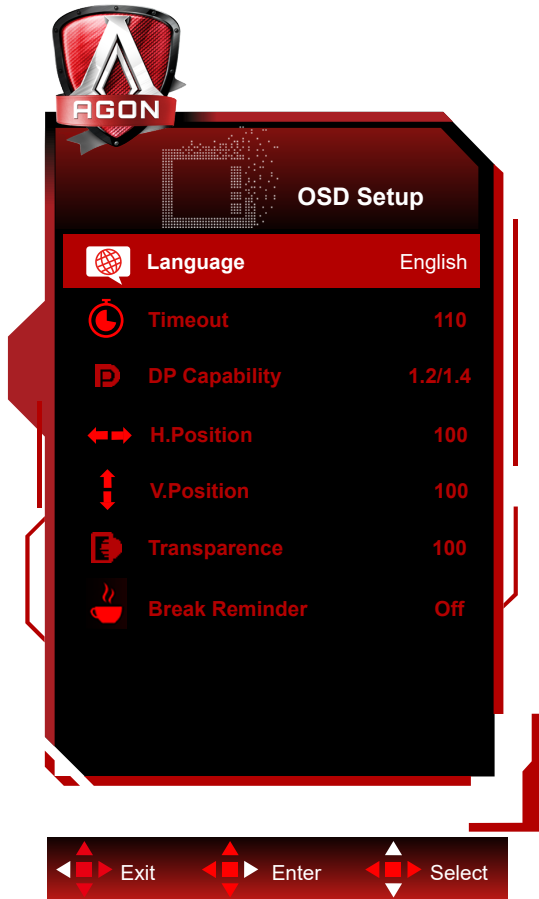 AGON
OSD Setup
Language English
Timeout 110
DP Capability 1.2/1.4
H.Position 100
V.Position 100
Transparence 100
Break Reminder Off
Exit Enter Select